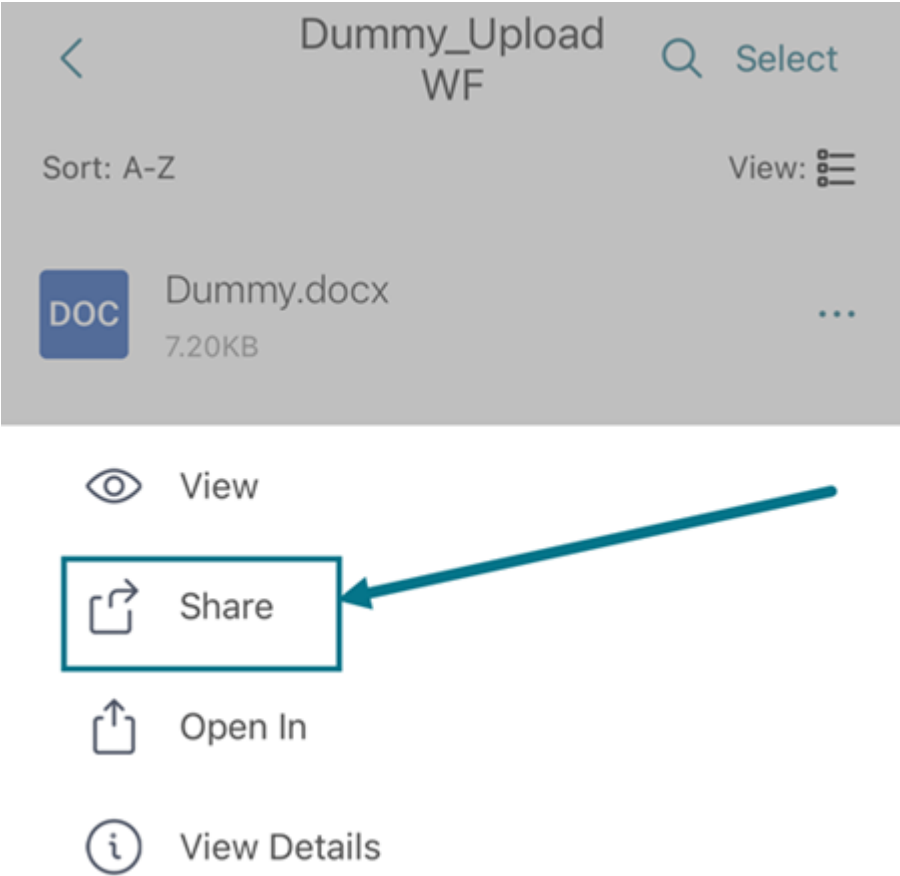 Dummy_Upload
WF
Select
Sort: A-Z
View:
DOC
Dummy.docx
7.20KB
View
Share
Open In
View Details